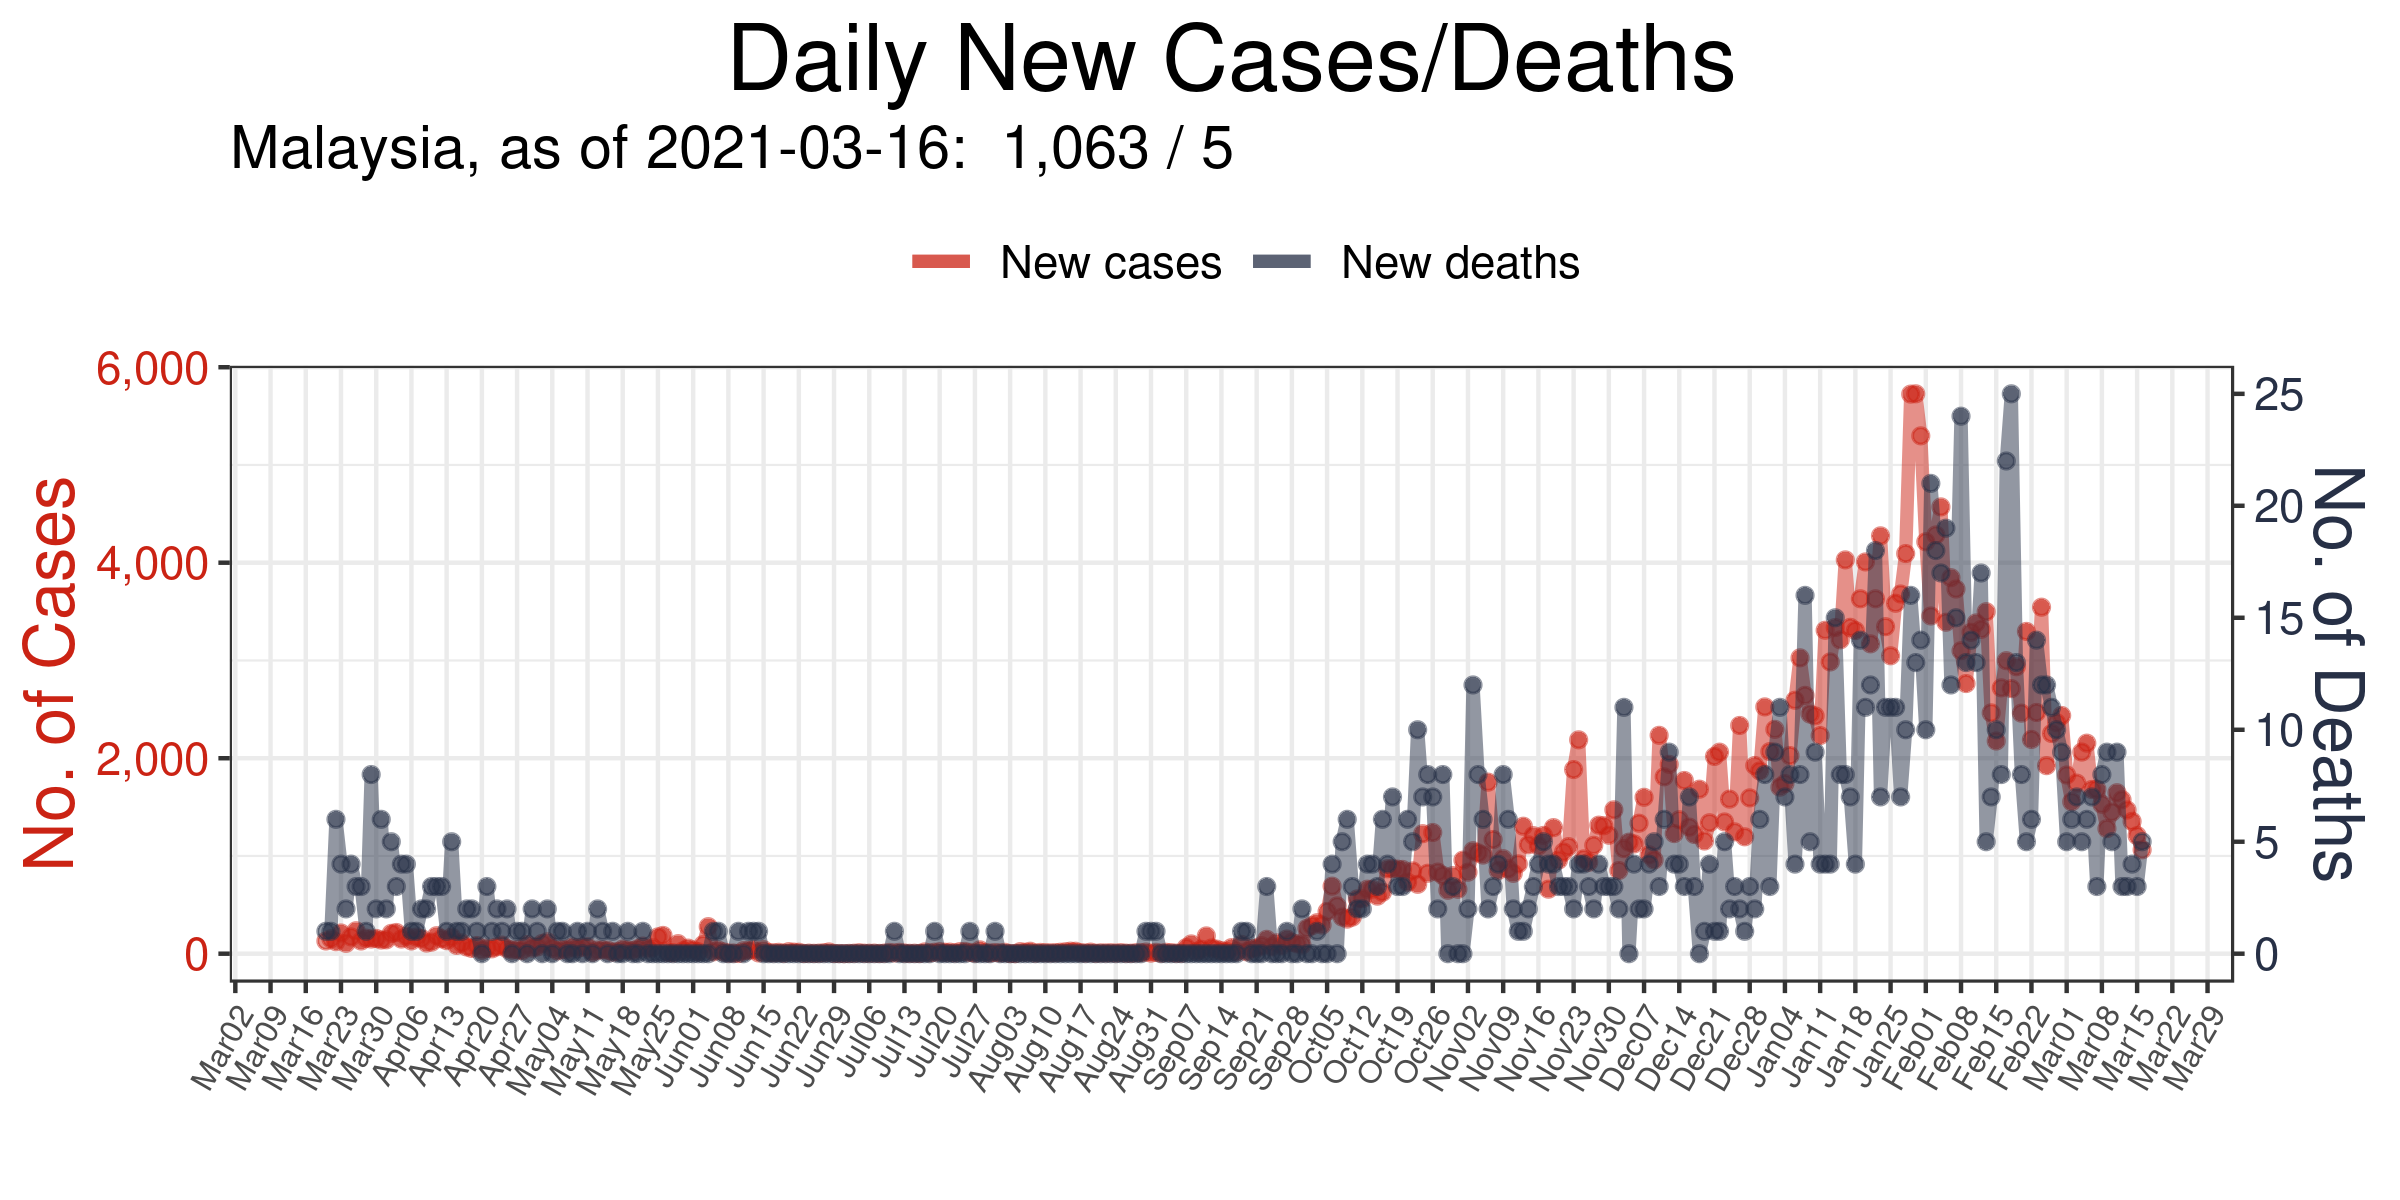 Daily New Cases/Deaths
Malaysia, as of 2021-03-16:  1,063 / 5
New cases
New deaths
No. of Cases
6,000
4,000
2,000
0
25
20
15
10
5
0
No. of Deaths
Mar02
Mar09
Mar16
Mar23
Mar30
Apr06
Apr13
Apr20
Apr27
May04
May11
May18
May25
Jun01
Jun08
Jun15
Jun22
Jun29
Jul06
Jul13
Jul20
Jul27
Aug03
Aug10
Aug17
Aug24
Aug31
Sep07
Sep14
Sep21
Sep28
Oct05
Oct12
Oct19
Oct26
Nov02
Nov09
Nov16
Nov23
Nov30
Dec07
Dec14
Dec21
Dec28
Jan04
Jan11
Jan18
Jan25
Feb01
Feb08
Feb15
Feb22
Mar01
Mar08
Mar15
Mar22
Mar29